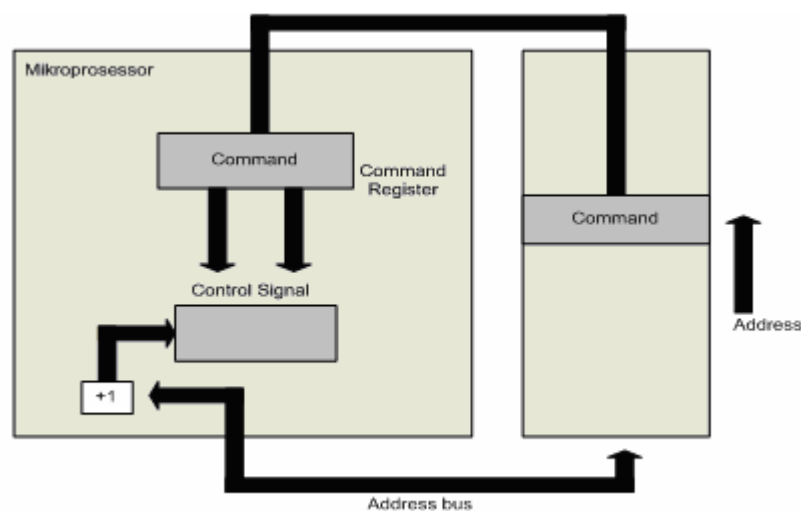 Mikroprosessor
Command
Command
Register
Command
Control Signal
Address
+1
Address bus